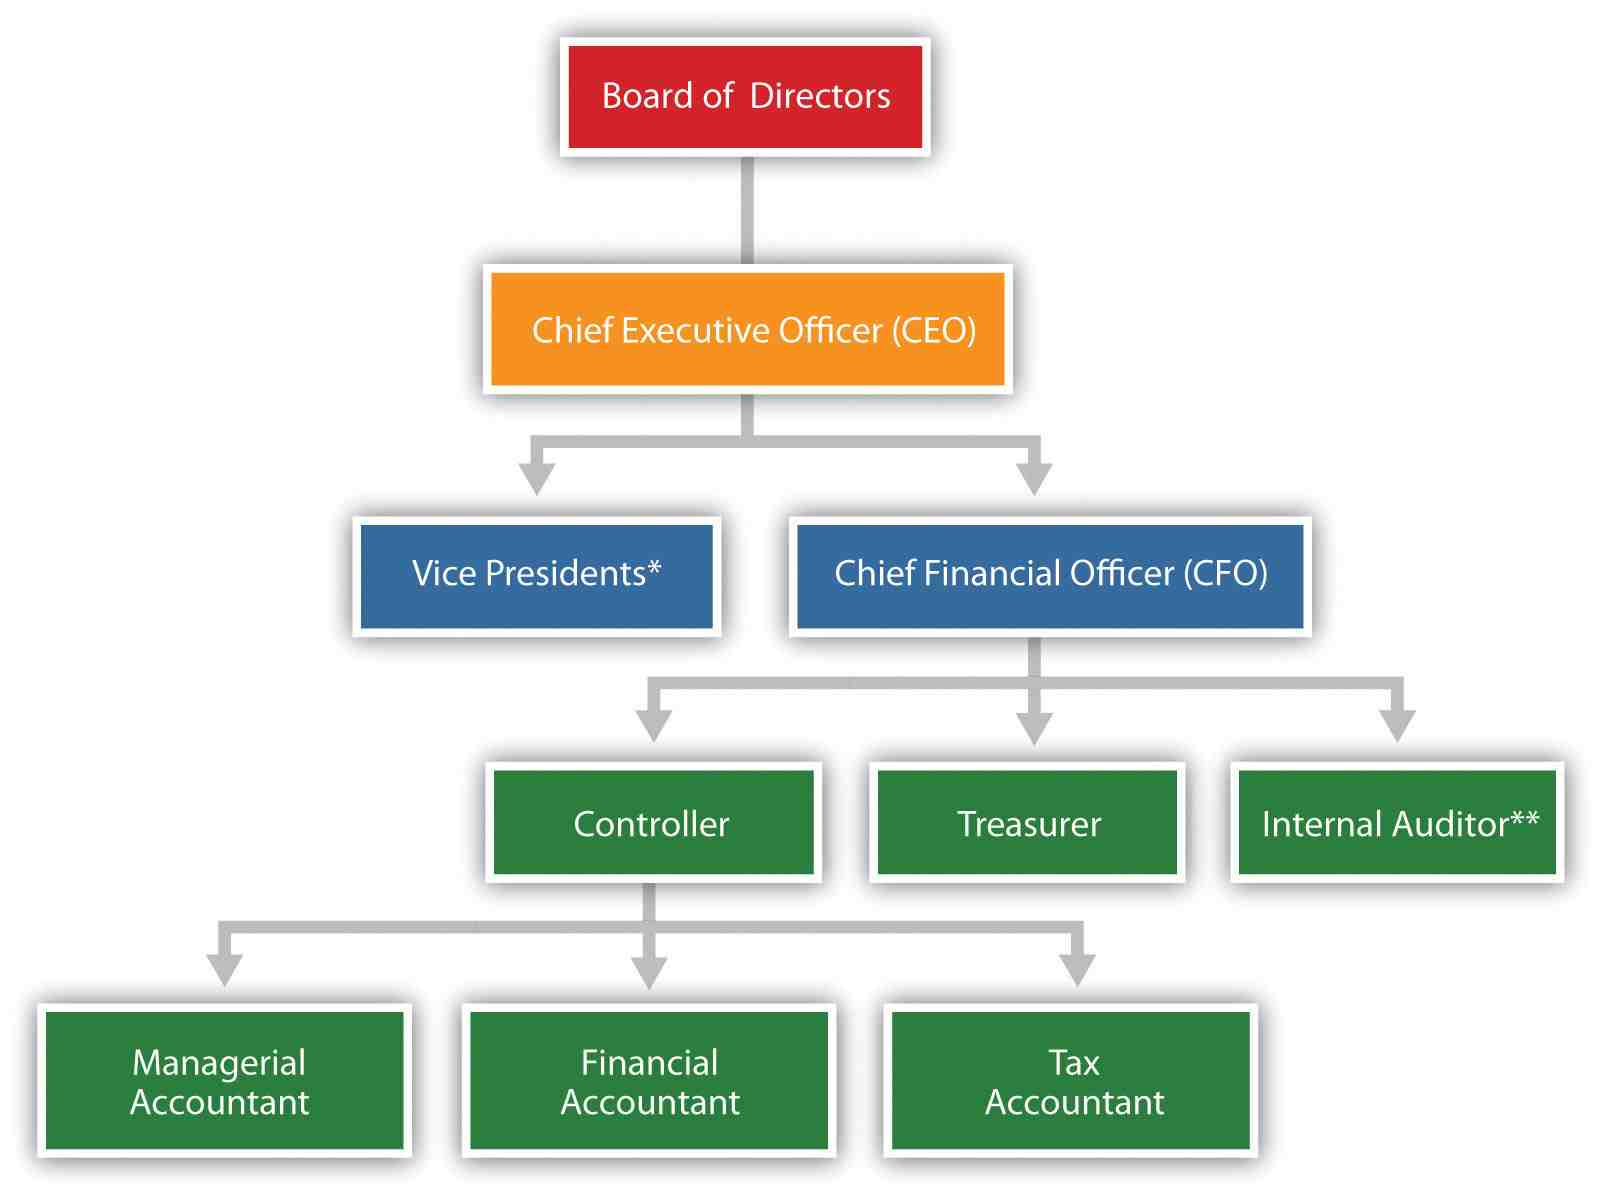 Board of Directors
Chief Executive Officer (CEO)
Vice Presidents*
Chief Financial Officer (CFO)
Controller
Treasurer
Internal Auditor**
Managerial
Accountant
Financial
Accountant
Tax
Accountant